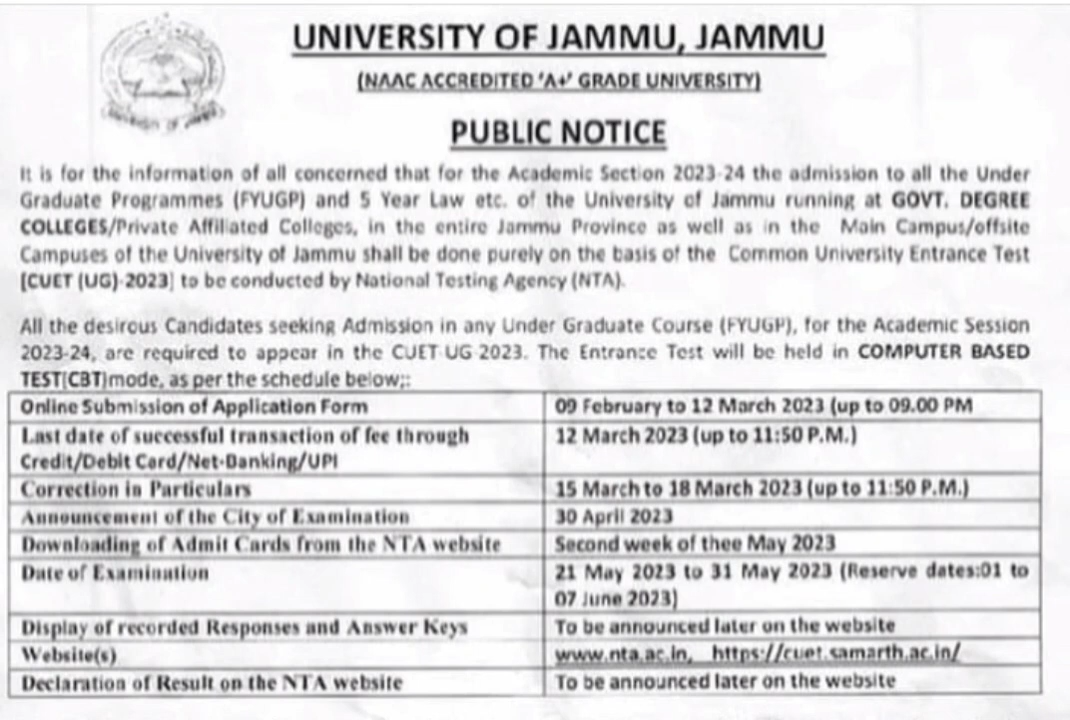 UNIVERSITY OF JAMMU, JAMMU
(NAAC ACCREDITED 'A+' GRADE UNIVERSITY)
PUBLIC NOTICE
It is for the information of all concerned that for the Academic Section 2023-24 the admission to all the Under
Graduate Programmes (FYUGP) and 5 Year Law etc. of the University of Jammu running at GOVT. DEGREE
COLLEGES/Private Affiliated Colleges, in the entire Jammu Province as well as in the Main Campus/offsite
Campuses of the University of Jammu shall be done purely on the basis of the Common University Entrance Test
[CUET (UG)-2023] to be conducted by National Testing Agency (NTA).
All the desirous Candidates seeking Admission in any Under Graduate Course (FYUGP), for the Academic Session
2023-24, are required to appear in the CUET-UG-2023. The Entrance Test will be held in COMPUTER BASED
TEST(CBT)mode, as per the schedule below;:
Online Submission of Application Form 09 February to 12 March 2023 (up to 09.00 PM
Last date of successful transaction of fee through 12 March 2023 (up to 11:50 P.M.)
Credit/Debit Card/Net-Banking/UPI
Correction in Particulars 15 March to 18 March 2023 (up to 11:50 P.M.)
Announcement of the City of Examination 30 April 2023
Downloading of Admit Cards from the NTA website Second week of thee May 2023
Date of Examination 21 May 2023 to 31 May 2023 (Reserve dates:01 to
07 June 2023)
Display of recorded Responses and Answer Keys To be announced later on the website
Website(s) www.nta.ac.in, https://cuet.samarth.ac.in/
Declaration of Result on the NTA website To be announced later on the website